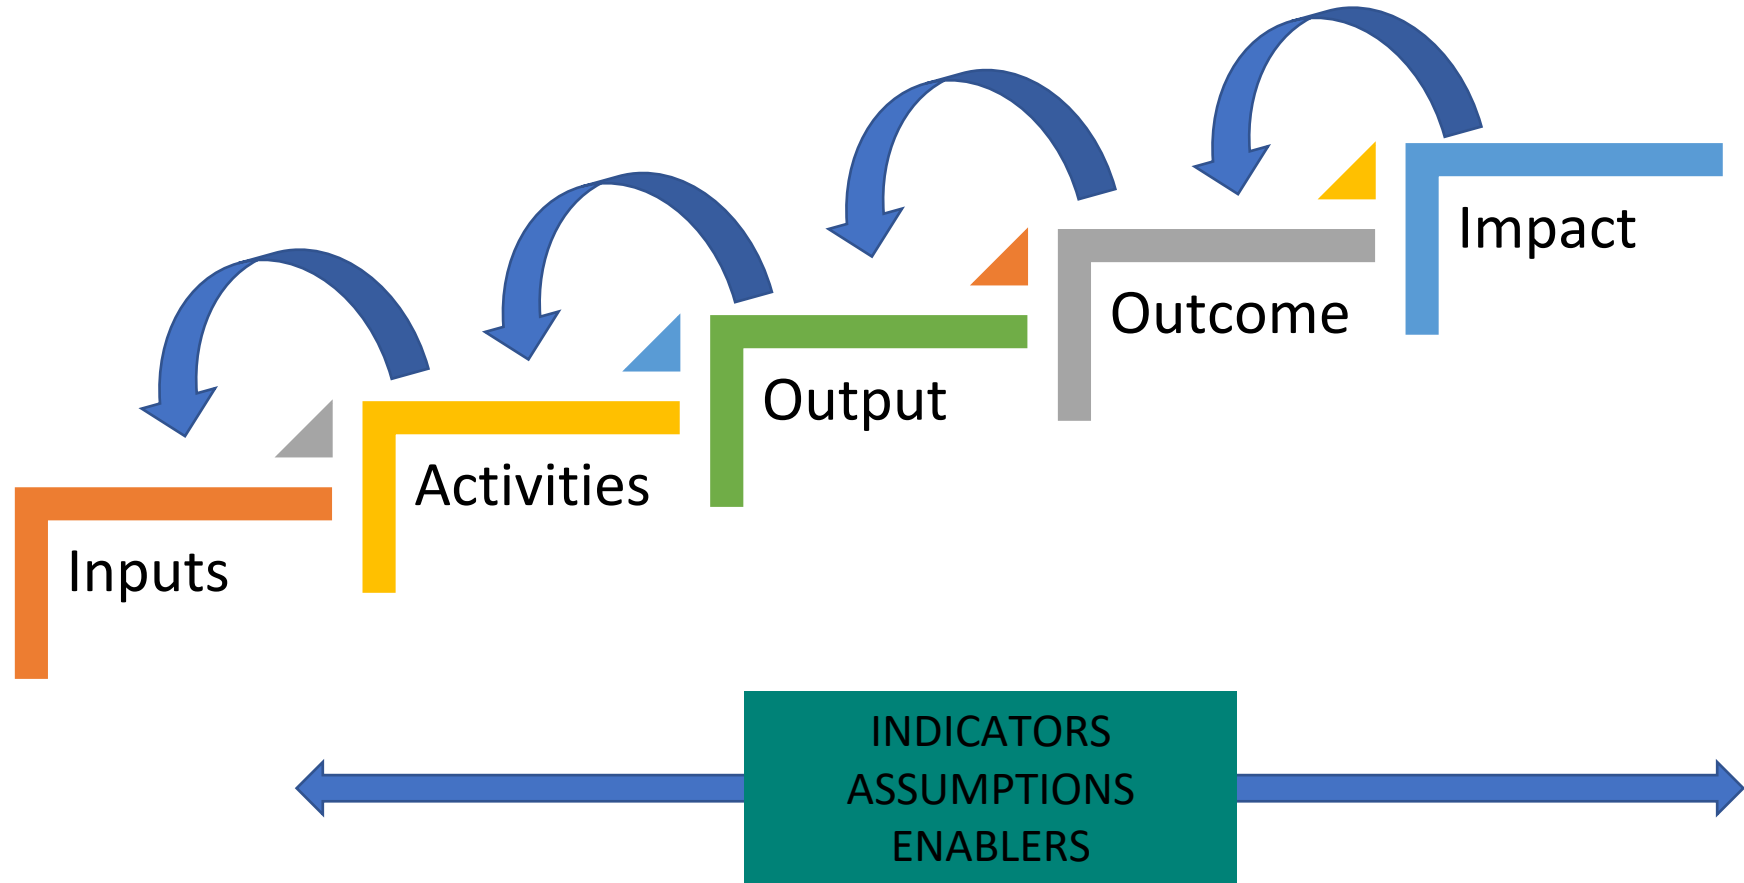 Inputs
Activities
Output
Outcome
Impact
INDICATORS
ASSUMPTIONS
ENABLERS